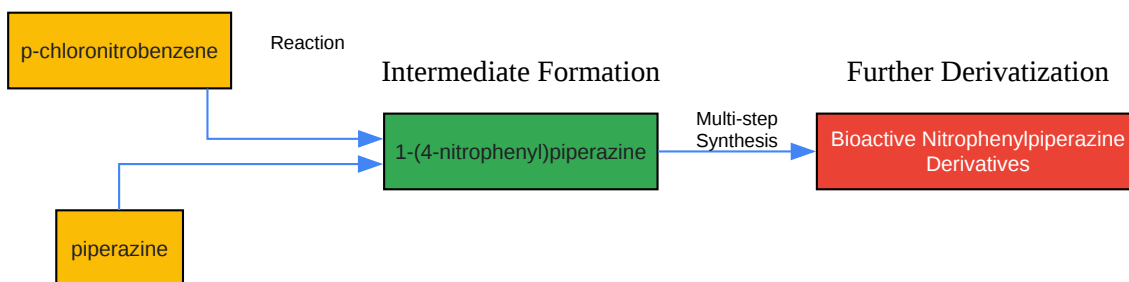 p-chloronitrobenzene
Reaction
Intermediate Formation
Further Derivatization
1-(4-nitrophenyl)piperazine
Multi-step
Synthesis
Bioactive Nitrophenylpiperazine
Derivatives
piperazine